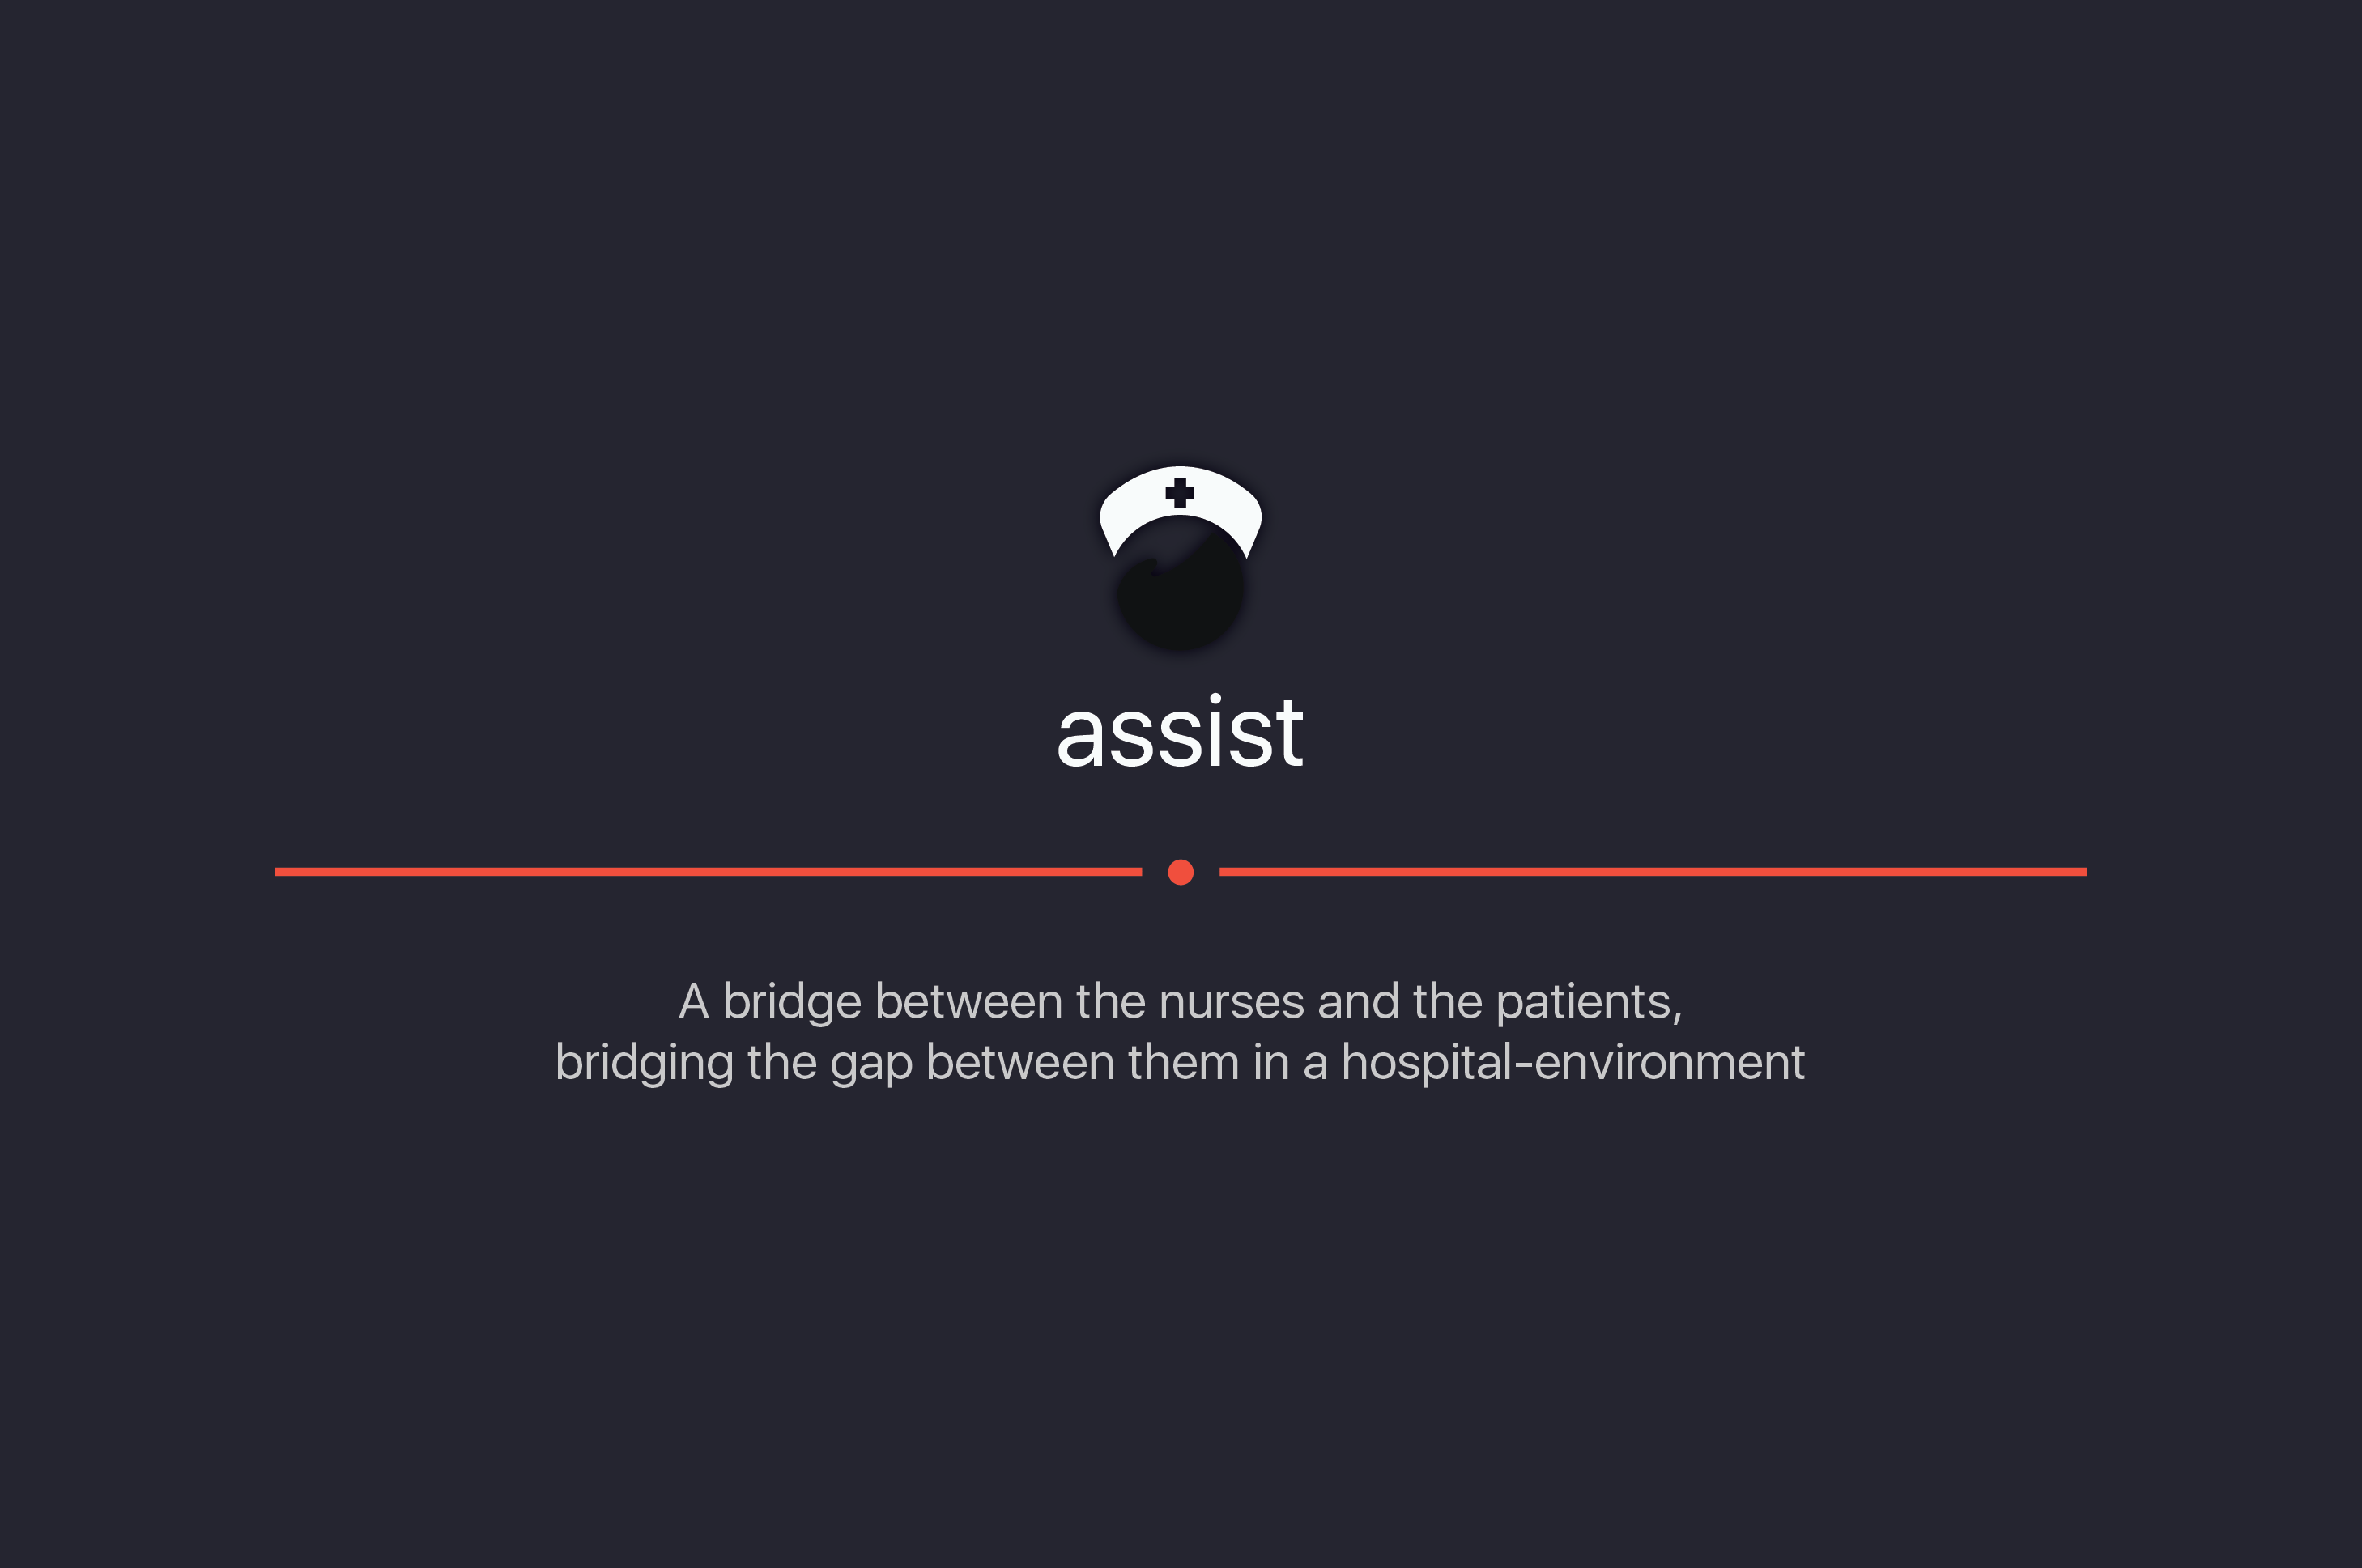 assist
A bridge between the nurses and the patients,
bridging the gap between them in a hospital-environment